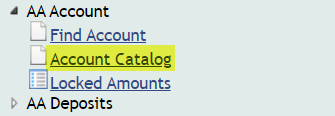 AA Account
Find Account
Account Catalog
Locked Amounts
AA Deposits